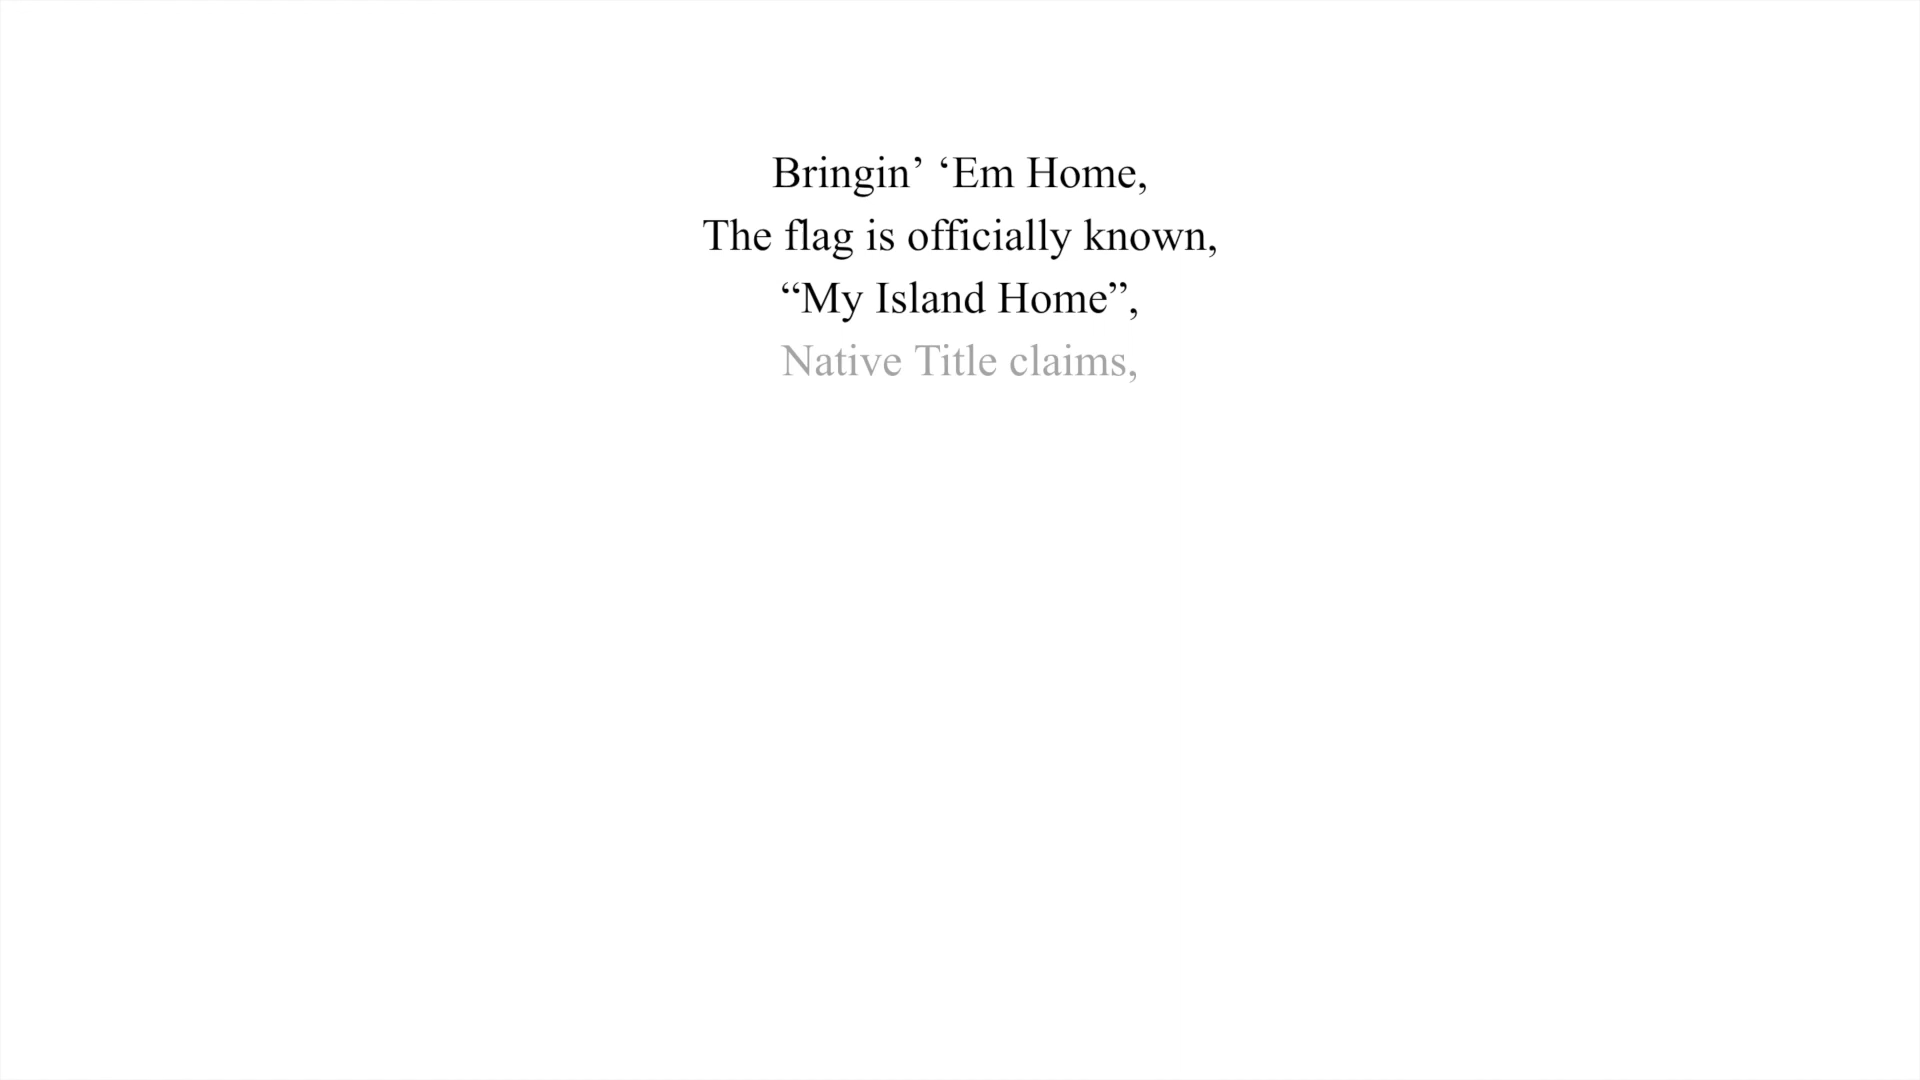 Bringin’ ‘Em Home,
The flag is officially known,
“My Island Home”,
Native Title claims,